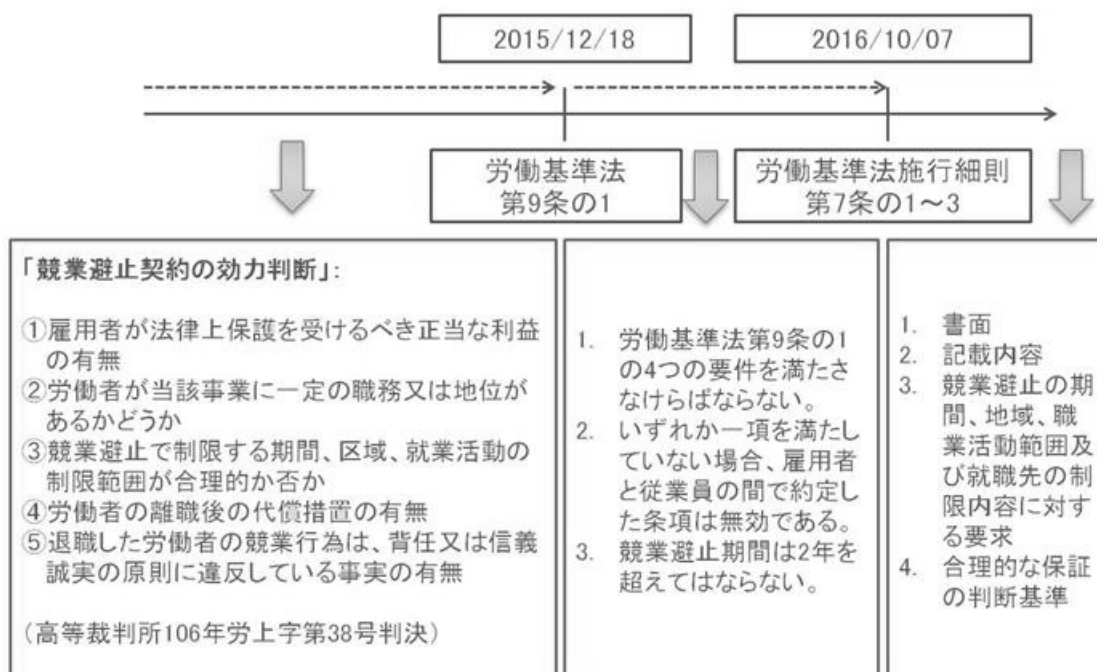 2015/12/18
2016/10/07
労働基準法
第9条の1
労働基準法施行細則
第7条の1～3
「競業避止契約の効力判断」:
①雇用者が法律上保護を受けるべき正当な利益
の有無
②労働者が当該事業に一定の職務又は地位が
あるかどうか
③競業避止で制限する期間、区域、就業活動の
制限範囲が合理的か否か
④労働者の離職後の代償措置の有無
⑤退職した労働者の競業行為は、背任又は信義
誠実の原則に違反している事実の有無
（高等裁判所106年労上字第38号判決）
1. 労働基準法第9条の1
の4つの要件を満たさ
なけらばならない。
2. いずれか一項を満たし
ていない場合、雇用者
と従業員の間で約定し
た条項は無効である。
3. 競業避止期間は2年を
超えてはならない。
1. 書面
2. 記載内容
3. 競業避止の期
間、地域、職
業活動範囲及
び就職先の制
限内容に対す
る要求
4. 合理的な保証
の判断基準